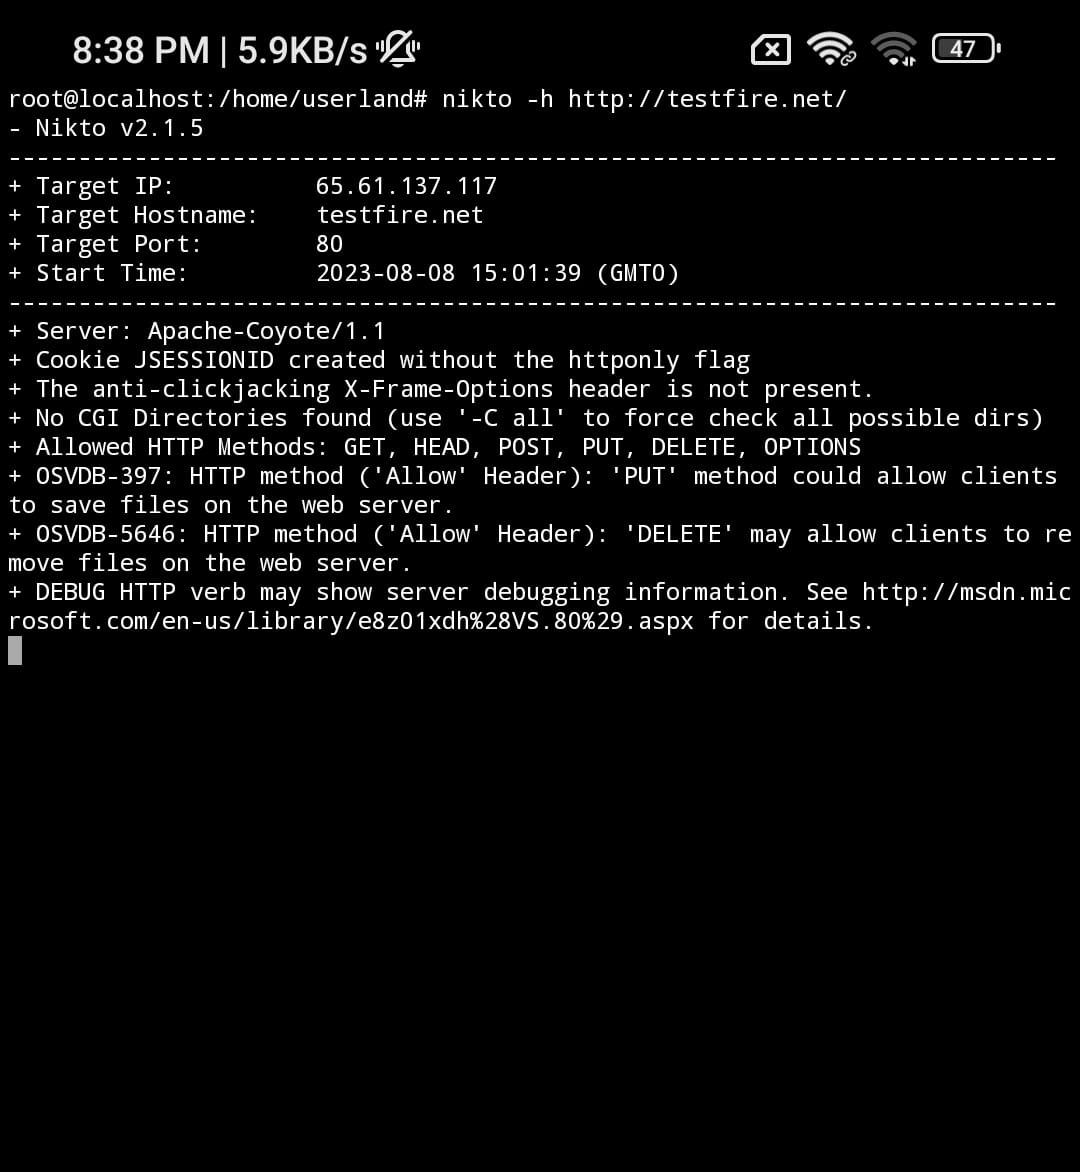 8:38 PM | 5.9KB/s 47
root@localhost:/home/userland# nikto -h http://testfire.net/
- Nikto v2.1.5
---------------------------------------------------------------------------
+ Target IP:          65.61.137.117
+ Target Hostname:    testfire.net
+ Target Port:        80
+ Start Time:         2023-08-08 15:01:39 (GMT0)
---------------------------------------------------------------------------
+ Server: Apache-Coyote/1.1
+ Cookie JSESSIONID created without the httponly flag
+ The anti-clickjacking X-Frame-Options header is not present.
+ No CGI Directories found (use '-C all' to force check all possible dirs)
+ Allowed HTTP Methods: GET, HEAD, POST, PUT, DELETE, OPTIONS
+ OSVDB-397: HTTP method ('Allow' Header): 'PUT' method could allow clients
to save files on the web server.
+ OSVDB-5646: HTTP method ('Allow' Header): 'DELETE' may allow clients to re
move files on the web server.
+ DEBUG HTTP verb may show server debugging information. See http://msdn.mic
rosoft.com/en-us/library/e8z01xdh%28VS.80%29.aspx for details.